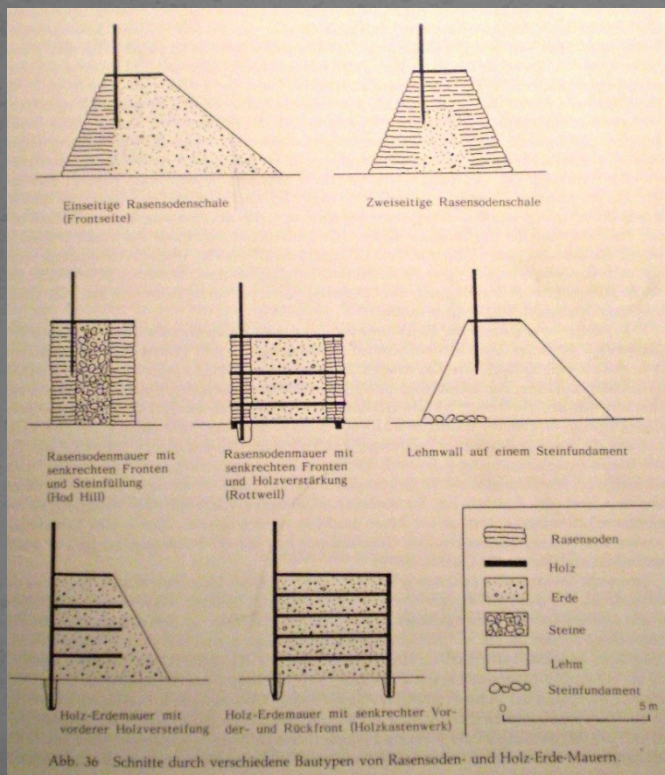 Einseitige Rasensodenschale
(Frontseite)
Zweiseitige Rasensodenschale
Rasensodenmauer mit
senkrechten Fronten
und Steinfüllung
(Hod Hill)
Rasensodenmauer mit
senkrechten Fronten
und Holzverstärkung
(Rottweil)
Lehmwall auf einem Steinfundament
Holz-Erdemauer mit
vorderer Holzversteifung
Holz-Erdemauer mit senkrechter Vor-
der- und Rückfront (Holzkastenwerk)
Rasensoden
Holz
Erde
Steine
Lehm
Steinfundament
0 5 m
Abb. 36 Schnitte durch verschiedene Bautypen von Rasensoden- und Holz-Erde-Mauern.